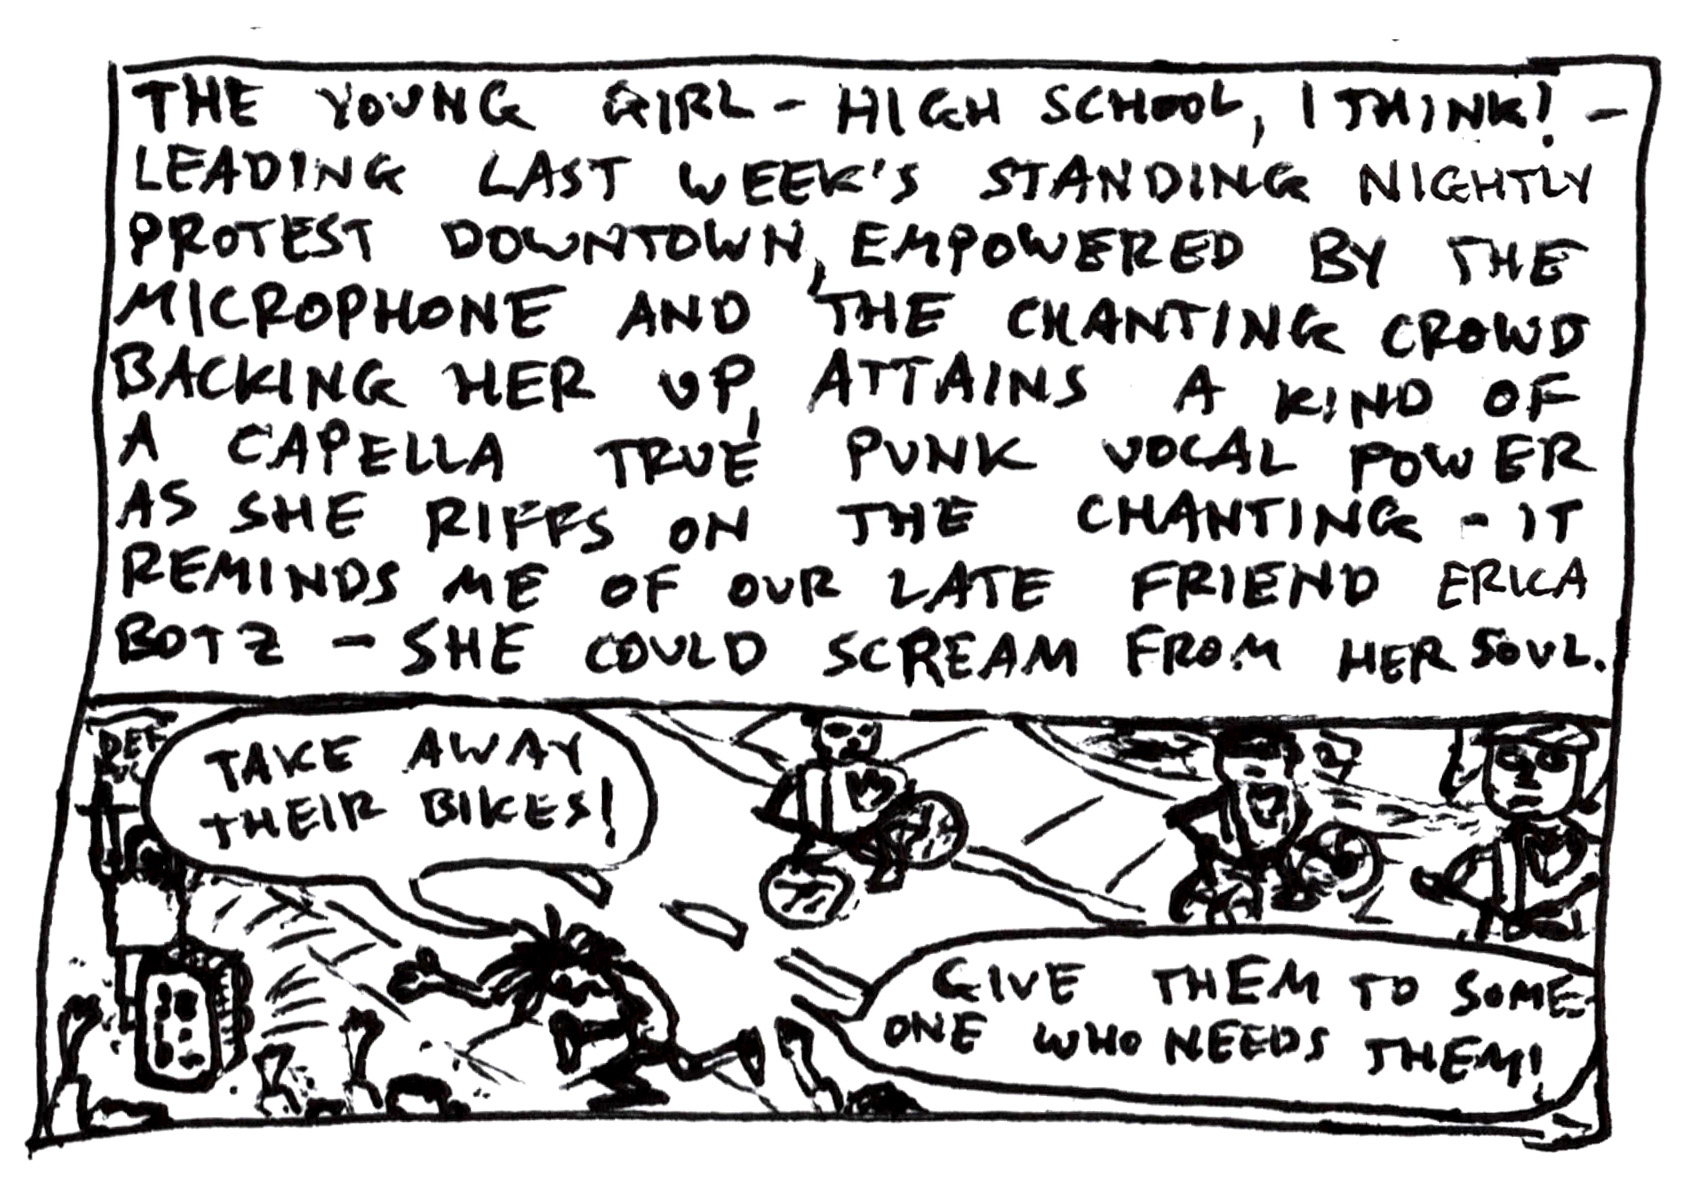 THE YOUNG GIRL - HIGH SCHOOL, I THINK! -
LEADING LAST WEEK'S STANDING NIGHTLY
PROTEST DOWNTOWN, EMPOWERED BY THE
MICROPHONE AND THE CHANTING CROWD
BACKING HER UP, ATTAINS A KIND OF
A CAPELLA TRUE PUNK VOCAL POWER
AS SHE RIFFS ON THE CHANTING - IT
REMINDS ME OF OUR LATE FRIEND ERICA
BOTZ - SHE COULD SCREAM FROM HER SOUL.
TAKE AWAY
THEIR BIKES!
GIVE THEM TO SOME-
ONE WHO NEEDS THEM!